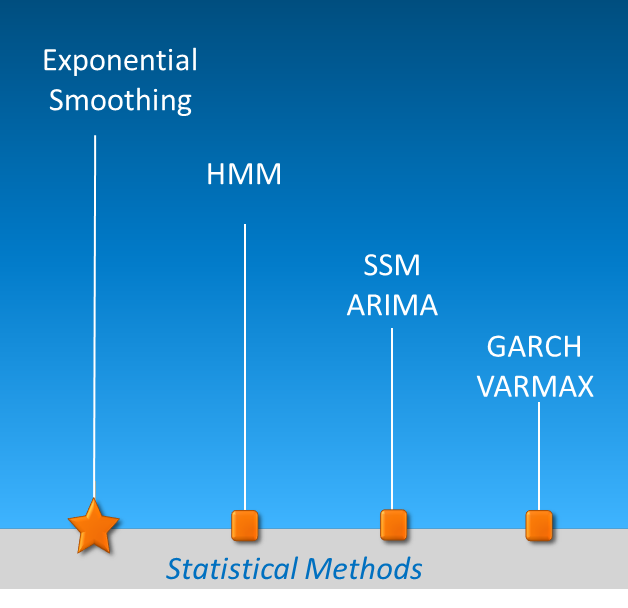 Exponential
Smoothing
HMM
SSM
ARIMA
GARCH
VARMAX
Statistical Methods